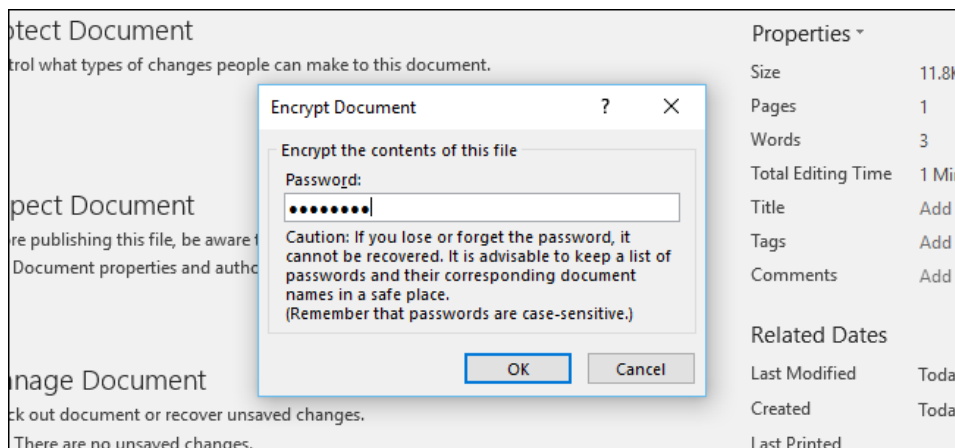 otect Document
trol what types of changes people can make to this document.
pect Document
re publishing this file, be aware t
Document properties and autho
nage Document
ck out document or recover unsaved changes.
There are no unsaved changes.
Encrypt Document ?
Encrypt the contents of this file
Password:
●●●●●●●●
Caution: If you lose or forget the password, it
cannot be recovered. It is advisable to keep a list of
passwords and their corresponding document
names in a safe place.
(Remember that passwords are case-sensitive.)
OK Cancel
Properties
Size 11.8K
Pages 1
Words 3
Total Editing Time 1 Mi
Title Add
Tags Add
Comments Add
Related Dates
Last Modified Toda
Created Toda
Last Printed